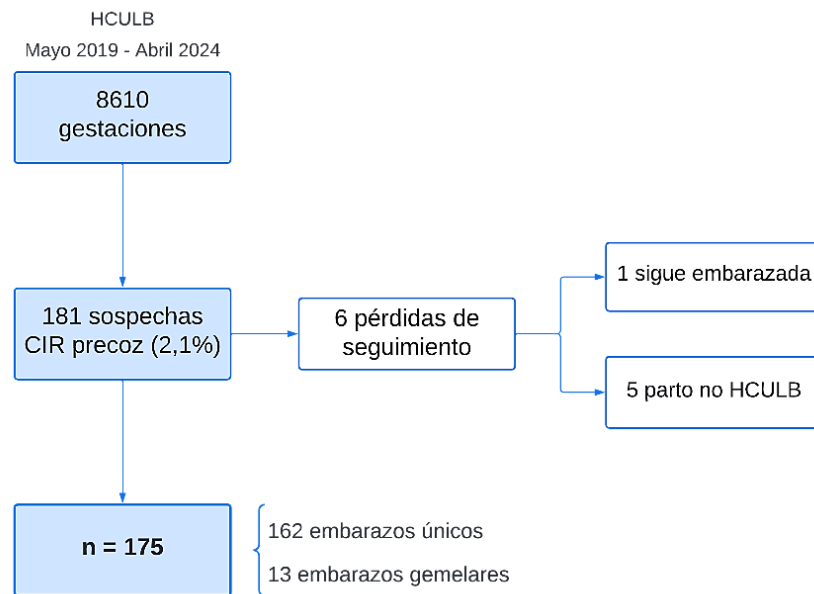 HCULB
Mayo 2019 - Abril 2024
8610
gestaciones
181 sospechas
CIR precoz (2,1%)
6 pérdidas de
seguimiento
1 sigue embarazada
5 parto no HCULB
n = 175
162 embarazos únicos
13 embarazos gemelares